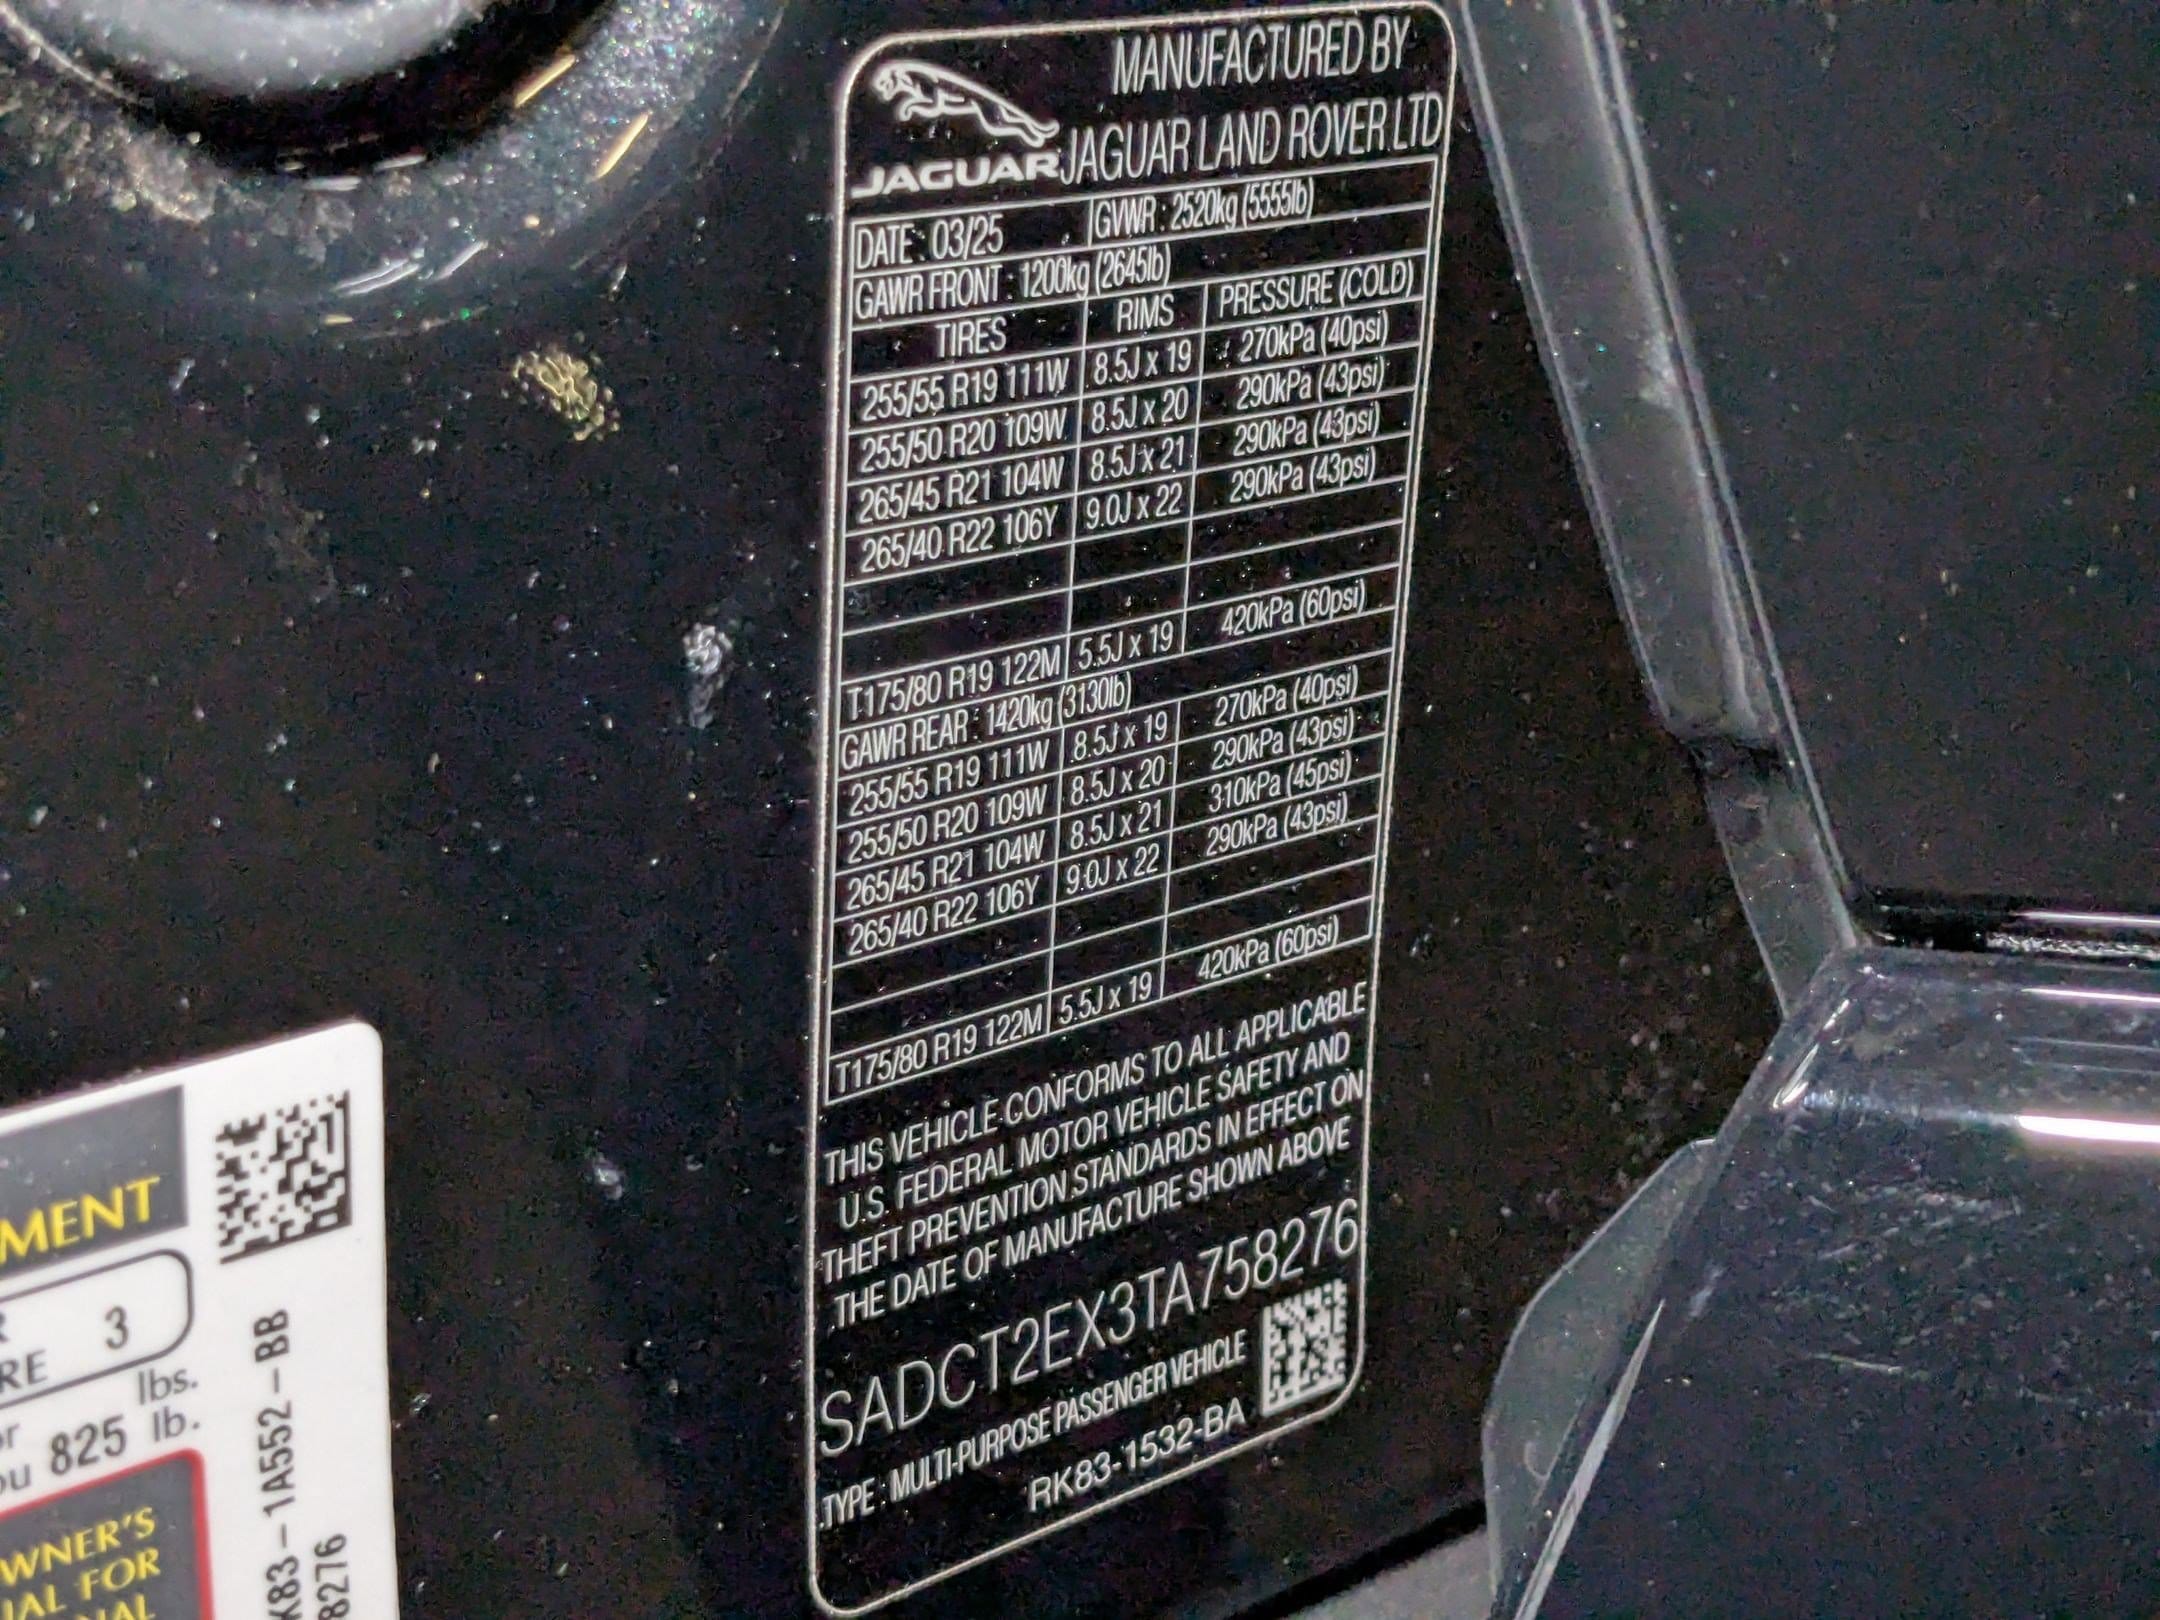 MANUFACTURED BY
JAGUAR JAGUAR LAND ROVER LTD
DATE : 03/25 GVWR : 2520kg (5555lb)
GAWR FRONT : 1200kg (2645lb)
TIRES RIMS PRESSURE (COLD)
255/55 R19 111W 8.5J x 19 270kPa (40psi)
255/50 R20 109W 8.5J x 20 290kPa (43psi)
265/45 R21 104W 8.5J x 21 290kPa (43psi)
265/40 R22 106Y 9.0J x 22 290kPa (43psi)
T175/80 R19 122M 5.5J x 19 420kPa (60psi)
GAWR REAR : 1420kg (3130lb)
255/55 R19 111W 8.5J x 19 270kPa (40psi)
255/50 R20 109W 8.5J x 20 290kPa (43psi)
265/45 R21 104W 8.5J x 21 310kPa (45psi)
265/40 R22 106Y 9.0J x 22 290kPa (43psi)
T175/80 R19 122M 5.5J x 19 420kPa (60psi)
THIS VEHICLE CONFORMS TO ALL APPLICABLE
U.S. FEDERAL MOTOR VEHICLE SAFETY AND
THEFT PREVENTION STANDARDS IN EFFECT ON
THE DATE OF MANUFACTURE SHOWN ABOVE
SADCT2EX3TA758276
TYPE : MULTI-PURPOSE PASSENGER VEHICLE
RK83-1532-BA
MENT
R 3
RE
lbs.
or
ou 825 lb.
WNER'S
UAL FOR
NAL
K83-1A552-BB
8276